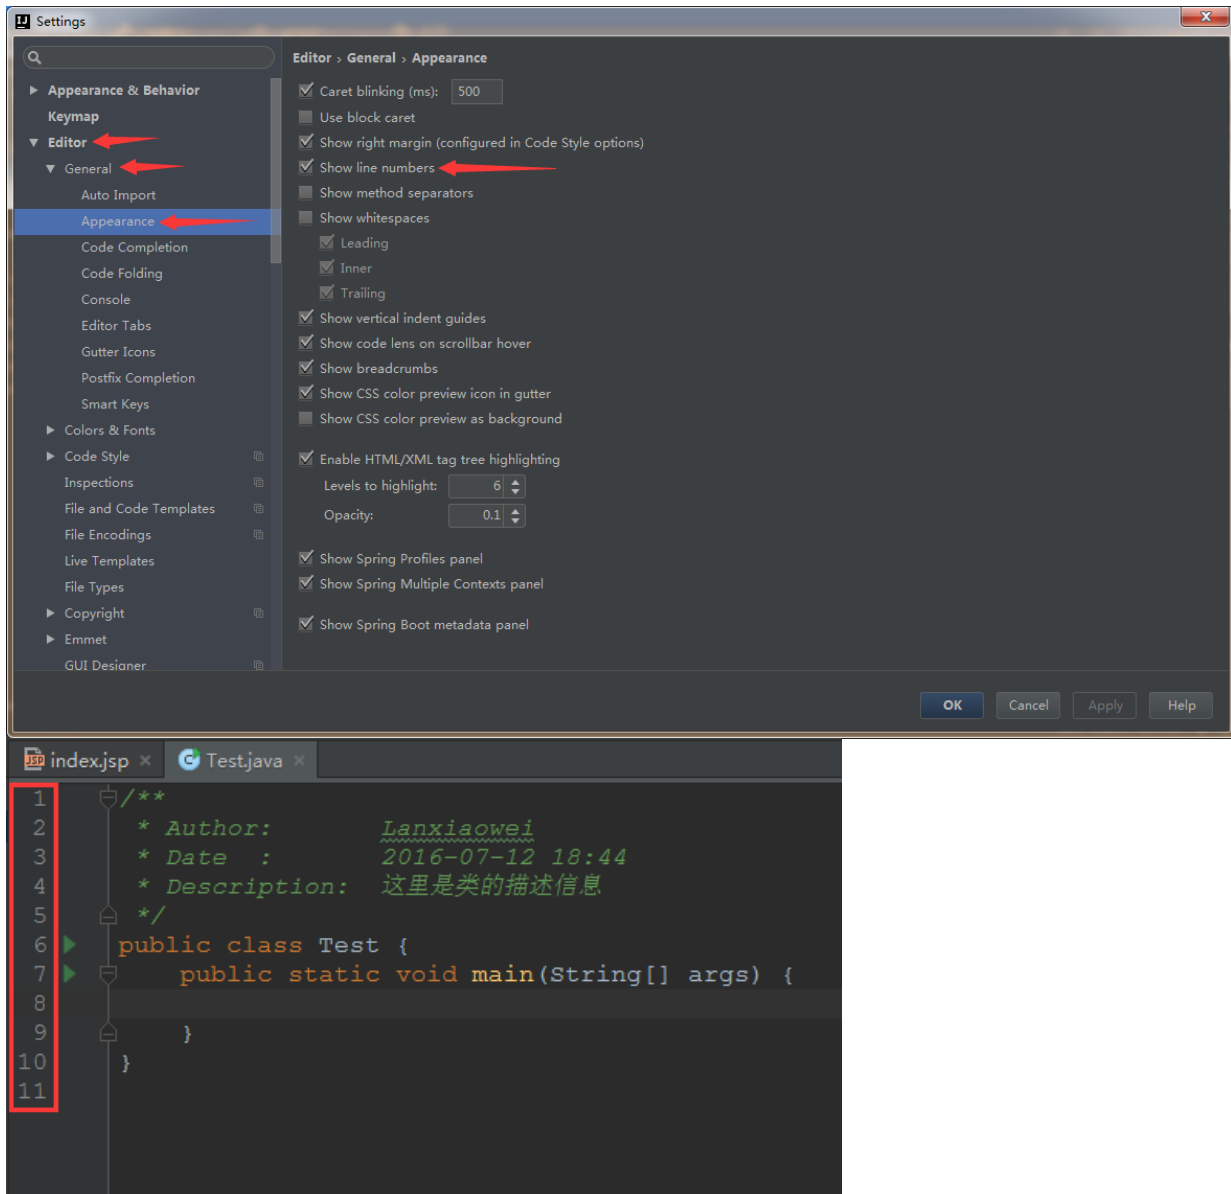 Settings
Editor › General › Appearance
Appearance & Behavior
Keymap
Editor
General
Auto Import
Appearance
Code Completion
Code Folding
Console
Editor Tabs
Gutter Icons
Postfix Completion
Smart Keys
Colors & Fonts
Code Style
Inspections
File and Code Templates
File Encodings
Live Templates
File Types
Copyright
Emmet
GUI Designer
Caret blinking (ms): 500
Use block caret
Show right margin (configured in Code Style options)
Show line numbers
Show method separators
Show whitespaces
Leading
Inner
Trailing
Show vertical indent guides
Show code lens on scrollbar hover
Show breadcrumbs
Show CSS color preview icon in gutter
Show CSS color preview as background
Enable HTML/XML tag tree highlighting
Levels to highlight: 6
Opacity: 0.1
Show Spring Profiles panel
Show Spring Multiple Contexts panel
Show Spring Boot metadata panel
OK Cancel Apply Help
index.jsp Test.java
1 /**
2 * Author: Lanxiaowei
3 * Date : 2016-07-12 18:44
4 * Description: 这里是类的描述信息
5 */
6 public class Test {
7 public static void main(String[] args) {
8
9 }
10 }
11